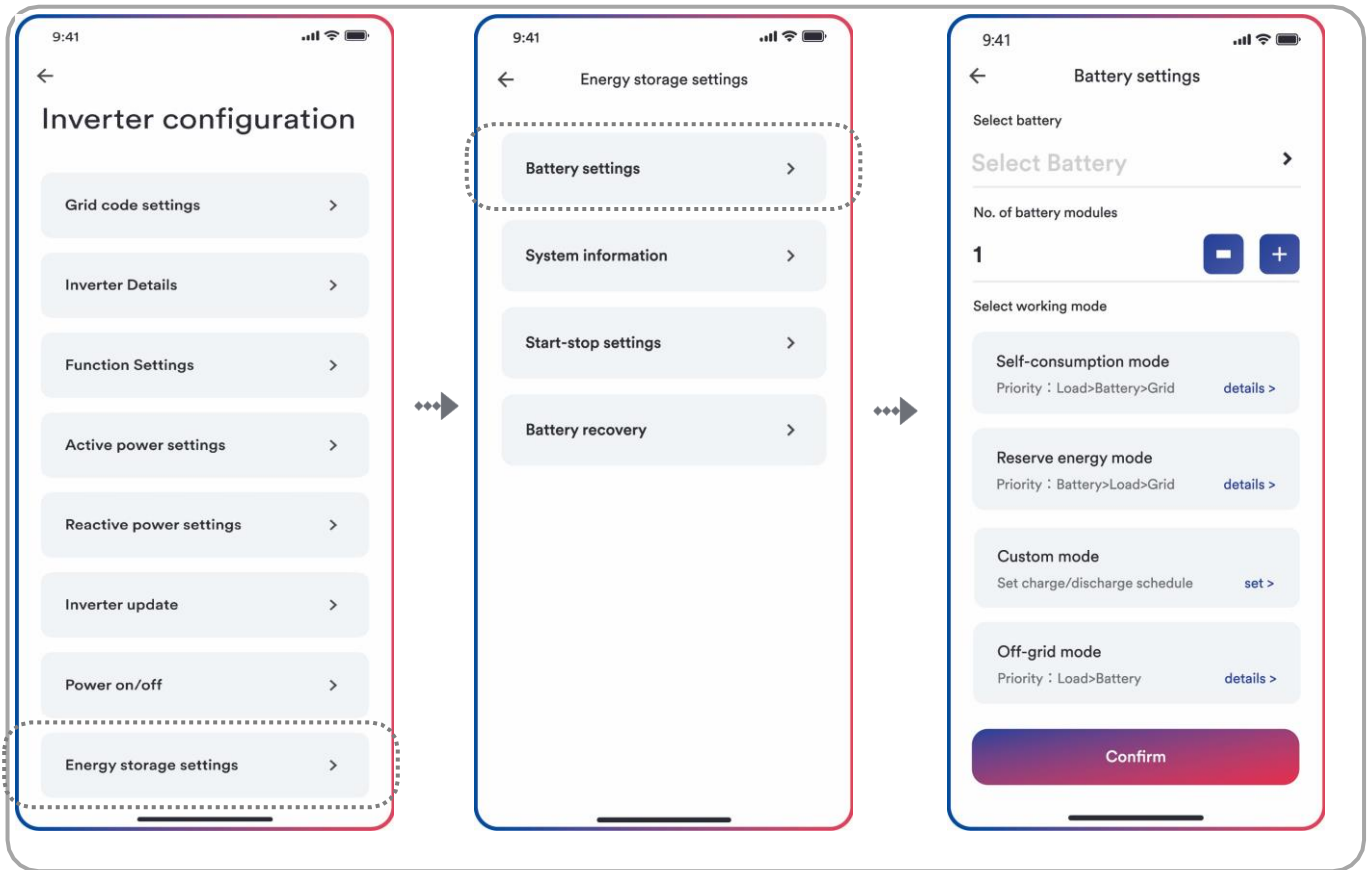 9:41
Inverter configuration
Grid code settings
Inverter Details
Function Settings
Active power settings
Reactive power settings
Inverter update
Power on/off
Energy storage settings
9:41
Energy storage settings
Battery settings
System information
Start-stop settings
Battery recovery
9:41
Battery settings
Select battery
Select Battery
No. of battery modules
1
Select working mode
Self-consumption mode
Priority：Load>Battery>Grid details >
Reserve energy mode
Priority：Battery>Load>Grid details >
Custom mode
Set charge/discharge schedule set >
Off-grid mode
Priority：Load>Battery details >
Confirm